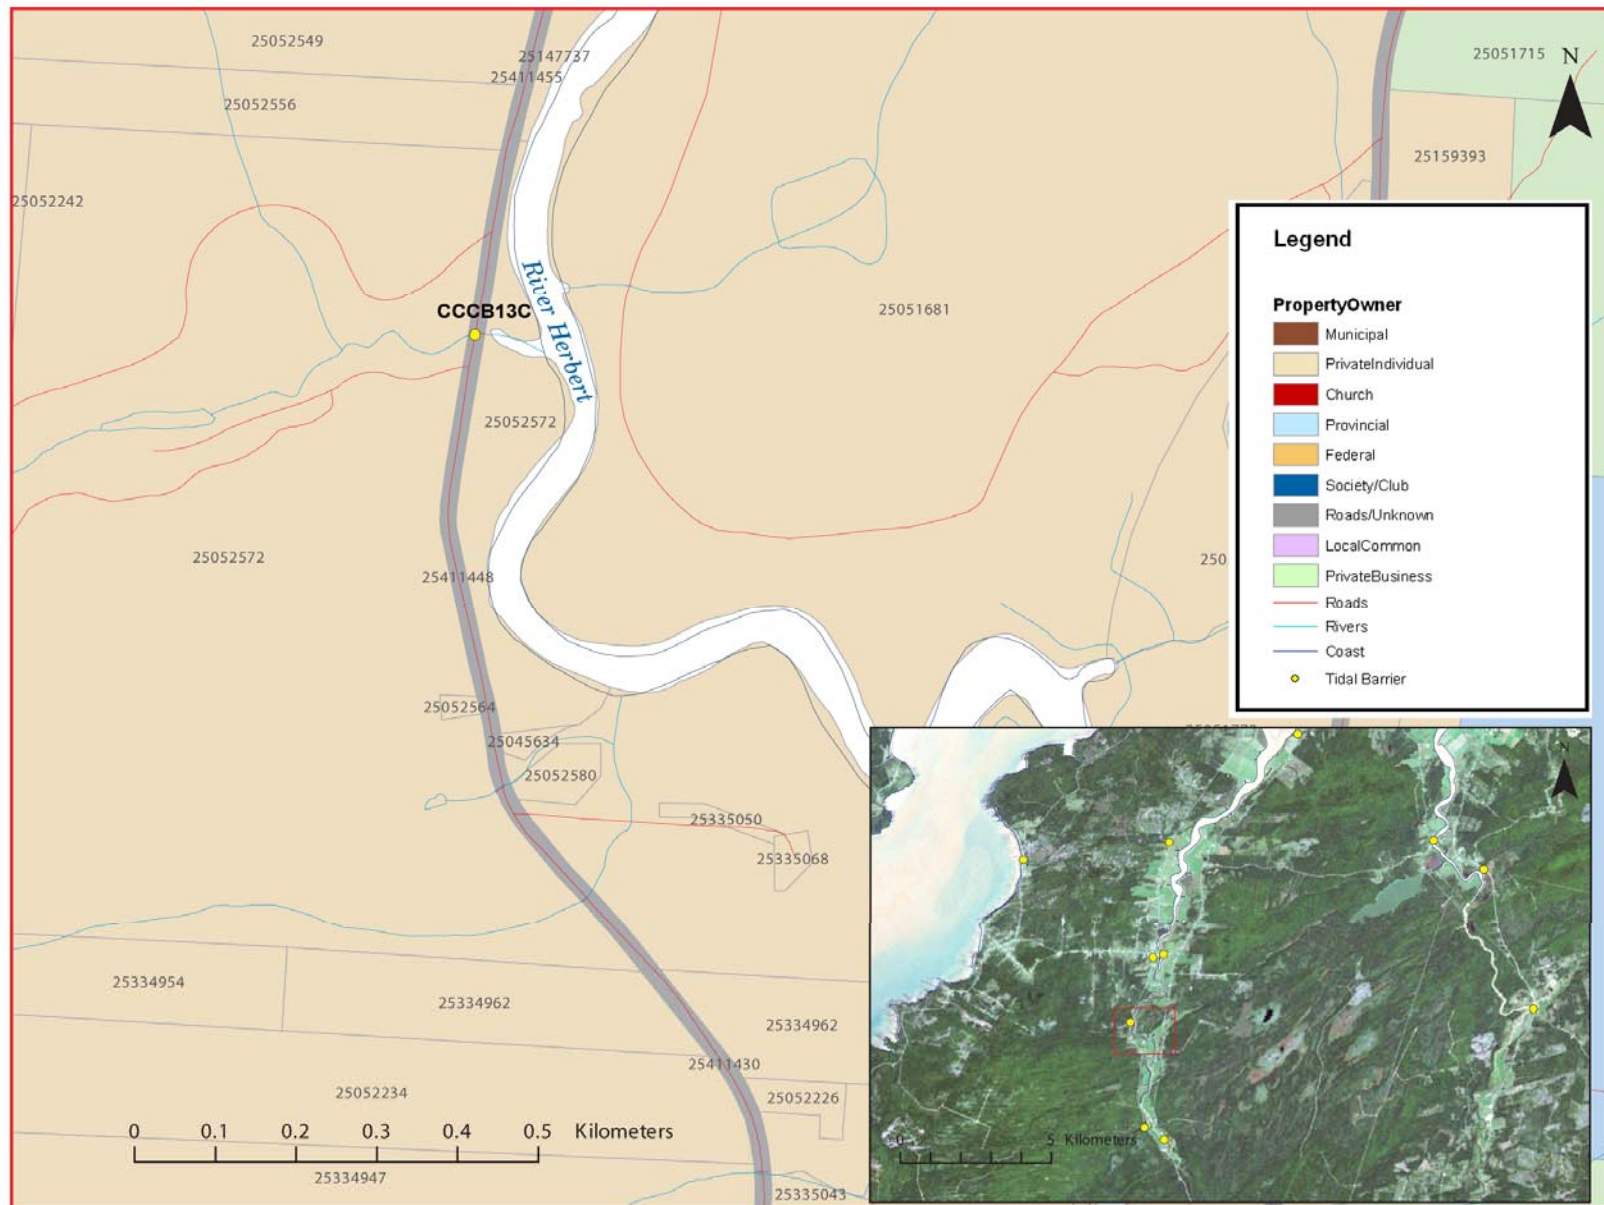 25052549
25147737
25411455
25051715
N
25052556
25159393
25052242
River Herbert
25051681
CCCB13C
25052572
25052572
25411448
250
25052564
25045634
25052580
25335050
25335068
25334954
25334962
25334962
25411430
25052234
25052226
25334947
25335043
0 0.1 0.2 0.3 0.4 0.5 Kilometers
Legend
PropertyOwner
Municipal
PrivateIndividual
Church
Provincial
Federal
Society/Club
Roads/Unknown
LocalCommon
PrivateBusiness
Roads
Rivers
Coast
Tidal Barrier
N
0 5 Kilometers